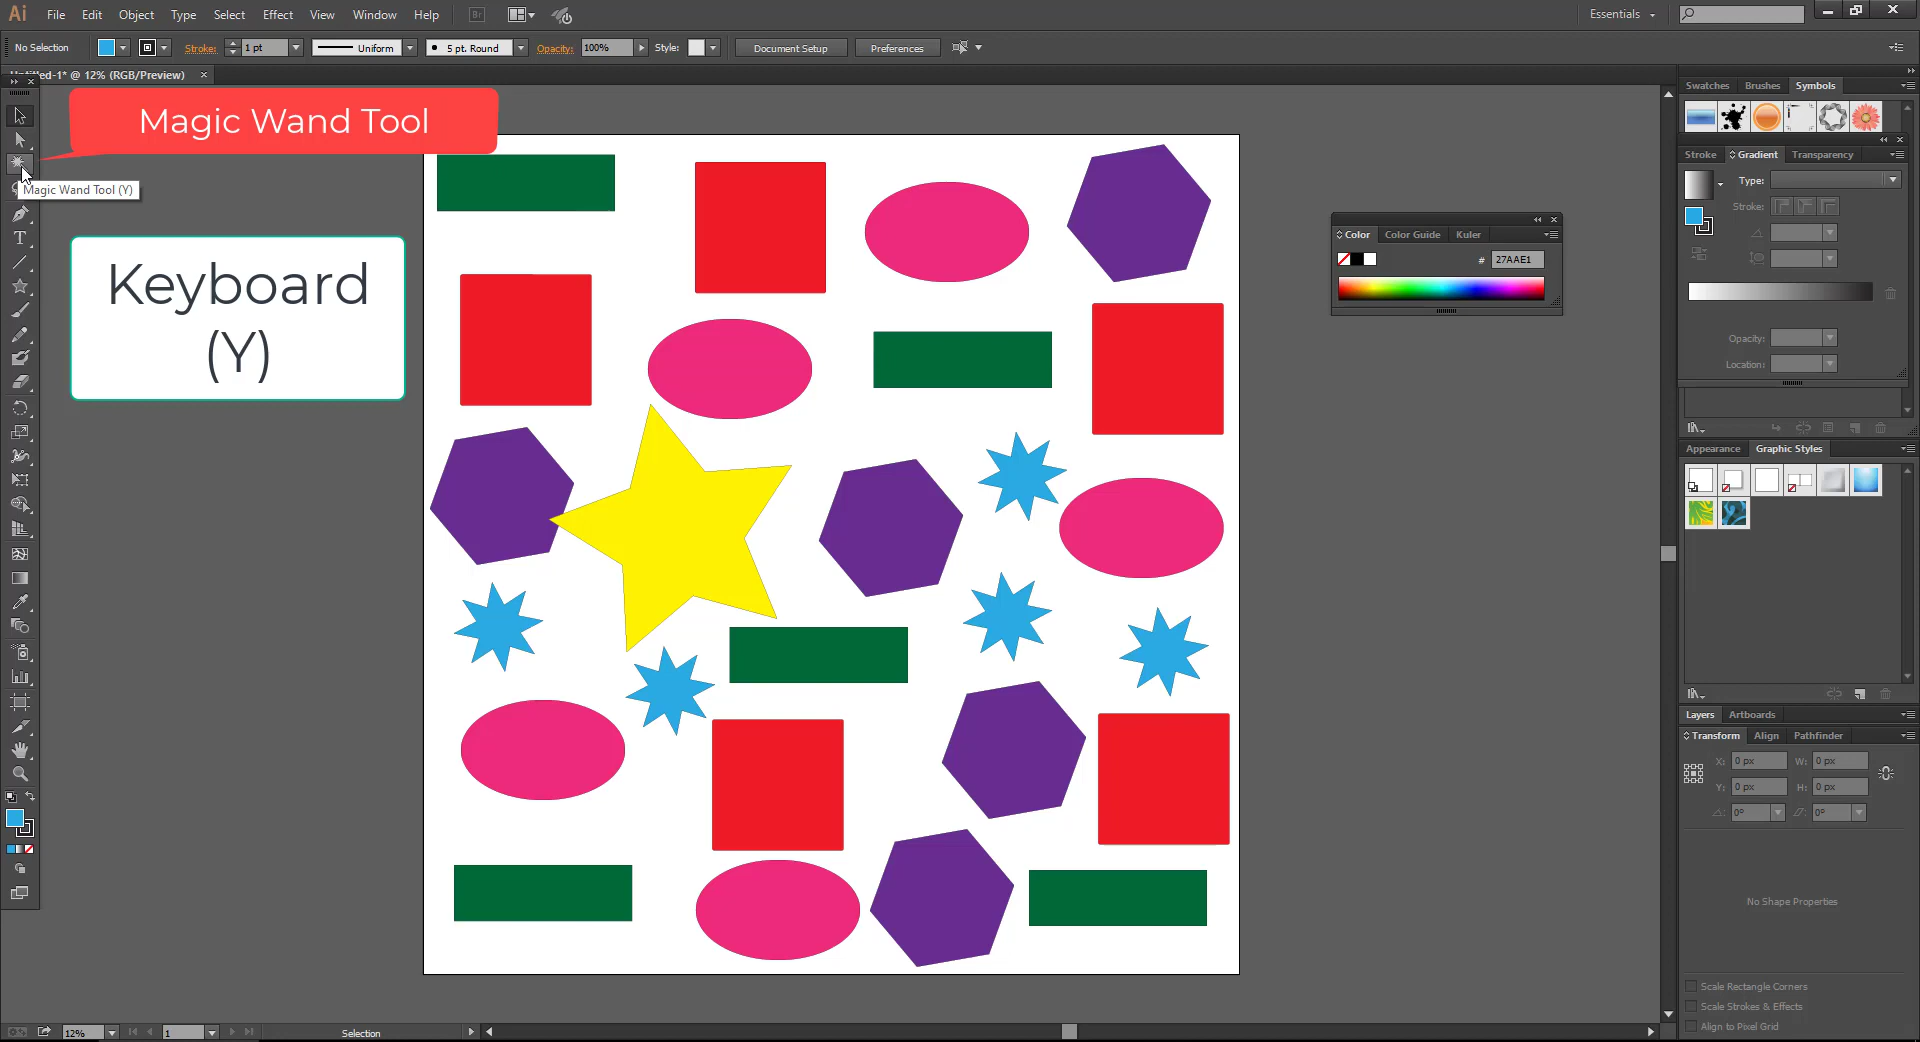 Ai File Edit Object Type Select Effect View Window Help Br Essentials
No Selection Stroke: 1 pt Uniform 5 pt. Round Opacity: 100% Style: Document Setup Preferences
Untitled-1* @ 12% (RGB/Preview)
Magic Wand Tool
Magic Wand Tool (Y)
Keyboard
(Y)
Color Color Guide Kuler
# 27AAE1
Swatches Brushes Symbols
Stroke Gradient Transparency
Type:
Stroke:
Opacity:
Location:
Appearance Graphic Styles
Layers Artboards
Transform Align Pathfinder
X: 0 px W: 0 px
Y: 0 px H: 0 px
0° 0°
No Shape Properties
Scale Rectangle Corners
Scale Strokes & Effects
Align to Pixel Grid
12% 1 Selection